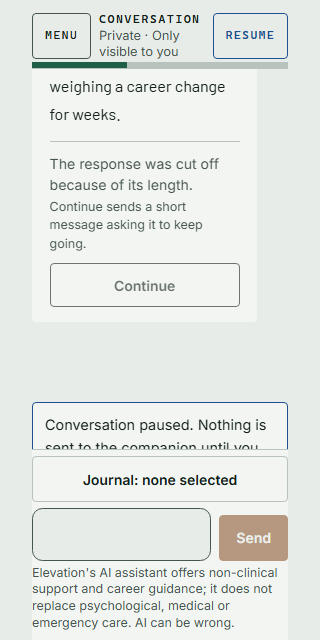 MENU
CONVERSATION
Private · Only
visible to you
RESUME
weighing a career change
for weeks.
The response was cut off
because of its length.
Continue sends a short
message asking it to keep
going.
Continue
Conversation paused. Nothing is
sent to the companion until you
Journal: none selected
Send
Elevation's AI assistant offers non-clinical
support and career guidance; it does not
replace psychological, medical or
emergency care. AI can be wrong.